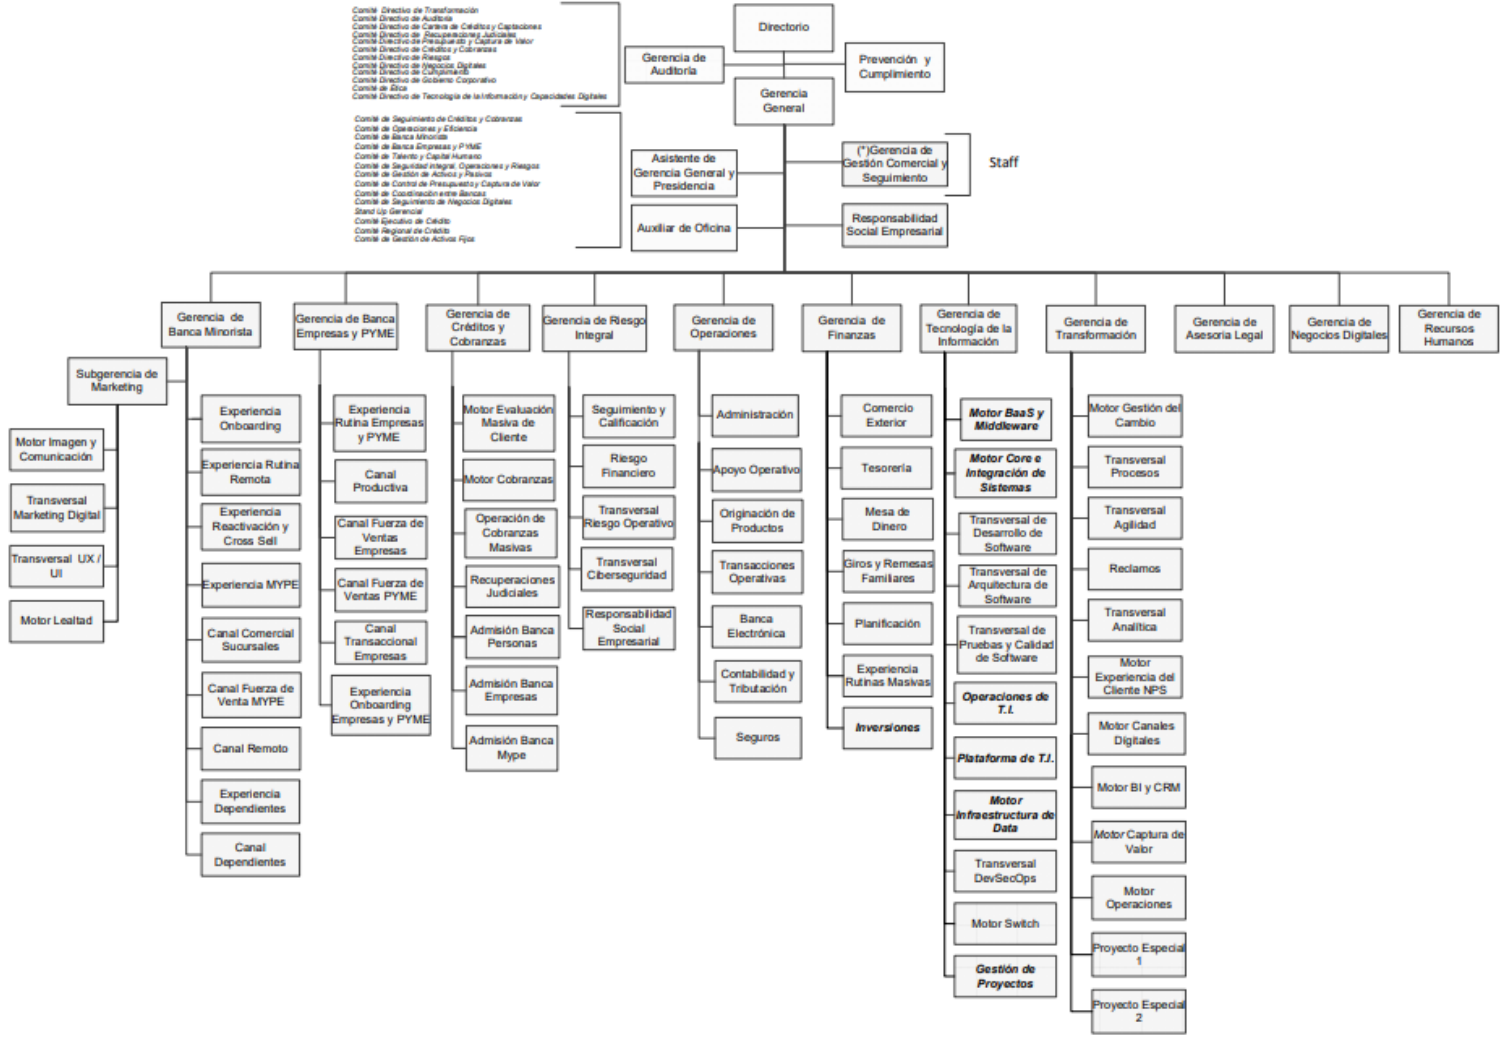 Comité Directivo de Transformación
Comité Directivo de Auditoría
Comité Directivo de Cartera de Créditos y Captaciones
Comité Directivo de Recuperaciones Judiciales
Comité Directivo de Presupuesto y Captura de Valor
Comité Directivo de Créditos y Cobranzas
Comité Directivo de Riesgos
Comité Directivo de Negocios Digitales
Comité Directivo de Cumplimiento
Comité Directivo de Gobierno Corporativo
Comité de Ética
Comité Directivo de Tecnología de la Información y Capacidades Digitales
Directorio
Gerencia de
Auditoría
Prevención y
Cumplimiento
Gerencia
General
Comité de Seguimiento de Créditos y Cobranzas
Comité de Operaciones y Eficiencia
Comité de Banca Minorista
Comité de Banca Empresas y PYME
Comité de Talento y Capital Humano
Comité de Seguridad Integral, Operaciones y Riesgos
Comité de Gestión de Activos y Pasivos
Comité de Control de Presupuesto y Captura de Valor
Comité de Coordinación entre Bancas
Comité de Seguimiento de Negocios Digitales
Stand Up Gerencial
Comité Ejecutivo de Crédito
Comité Regional de Crédito
Comité de Gestión de Activos Fijos
Asistente de
Gerencia General y
Presidencia
(*)Gerencia de
Gestión Comercial y
Seguimiento
Staff
Auxiliar de Oficina
Responsabilidad
Social Empresarial
Gerencia de
Banca Minorista
Gerencia de Banca
Empresas y PYME
Gerencia de
Créditos y
Cobranzas
Gerencia de Riesgo
Integral
Gerencia de
Operaciones
Gerencia de
Finanzas
Gerencia de
Tecnología de la
Información
Gerencia de
Transformación
Gerencia de
Asesoria Legal
Gerencia de
Negocios Digitales
Gerencia de
Recursos
Humanos
Subgerencia de
Marketing
Motor Imagen y
Comunicación
Transversal
Marketing Digital
Transversal UX /
UI
Motor Lealtad
Experiencia
Onboarding
Experiencia Rutina
Remota
Experiencia
Reactivación y
Cross Sell
Experiencia MYPE
Canal Comercial
Sucursales
Canal Fuerza de
Venta MYPE
Canal Remoto
Experiencia
Dependientes
Canal
Dependientes
Experiencia
Rutina Empresas
y PYME
Canal
Productiva
Canal Fuerza de
Ventas
Empresas
Canal Fuerza de
Ventas PYME
Canal
Transaccional
Empresas
Experiencia
Onboarding
Empresas y PYME
Motor Evaluación
Masiva de
Cliente
Motor Cobranzas
Operación de
Cobranzas
Masivas
Recuperaciones
Judiciales
Admisión Banca
Personas
Admisión Banca
Empresas
Admisión Banca
Mype
Seguimiento y
Calificación
Riesgo
Financiero
Transversal
Riesgo Operativo
Transversal
Ciberseguridad
Responsabilidad
Social
Empresarial
Administración
Apoyo Operativo
Originación de
Productos
Transacciones
Operativas
Banca
Electrónica
Contabilidad y
Tributación
Seguros
Comercio
Exterior
Tesorería
Mesa de
Dinero
Giros y Remesas
Familiares
Planificación
Experiencia
Rutinas Masivas
Inversiones
Motor BaaS y
Middleware
Motor Core e
Integración de
Sistemas
Transversal de
Desarrollo de
Software
Transversal de
Arquitectura de
Software
Transversal de
Pruebas y Calidad
de Software
Operaciones de
T.I.
Plataforma de T.I.
Motor
Infraestructura de
Data
Transversal
DevSecOps
Motor Switch
Gestión de
Proyectos
Motor Gestión del
Cambio
Transversal
Procesos
Transversal
Agilidad
Reclamos
Transversal
Analítica
Motor
Experiencia del
Cliente NPS
Motor Canales
Dígitales
Motor BI y CRM
Motor Captura de
Valor
Motor
Operaciones
Proyecto Especial
1
Proyecto Especial
2